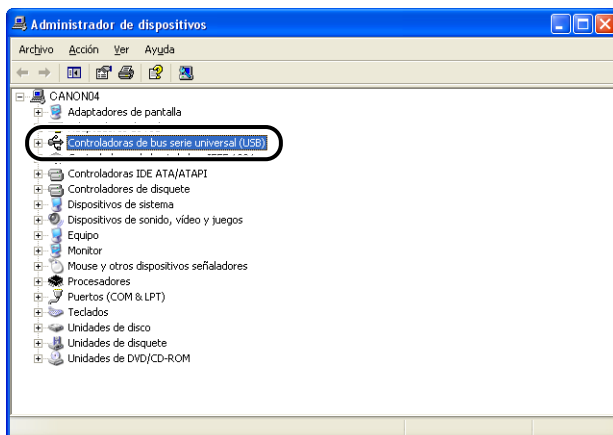 Administrador de dispositivos
Archivo Acción Ver Ayuda
CANON04
Adaptadores de pantalla
Controladoras de bus serie universal (USB)
Controladoras IDE ATA/ATAPI
Controladores de disquete
Dispositivos de sistema
Dispositivos de sonido, vídeo y juegos
Equipo
Monitor
Mouse y otros dispositivos señaladores
Procesadores
Puertos (COM & LPT)
Teclados
Unidades de disco
Unidades de disquete
Unidades de DVD/CD-ROM